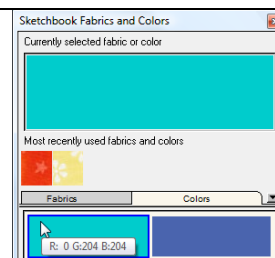 Sketchbook Fabrics and Colors
Currently selected fabric or color
Most recently used fabrics and colors
Fabrics Colors
R: 0 G:204 B:204